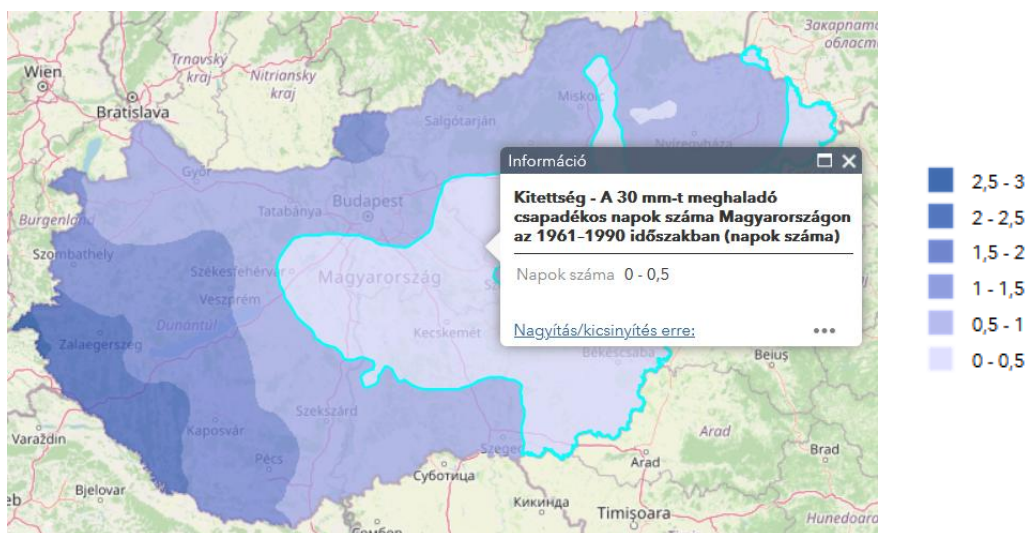 Закарпатс
област
Trnavský
kraj
Nitriansky
kraj
Wien
Bratislava
Miskolc
Salgótarján
Nyíregyháza
Győr
Budapest
Tatabánya
Burgenland
Szombathely
Székesfehérvár
Magyarország
Veszprém
Dunántúl
Zalaegerszeg
Kecskemét
Békéscsaba
Beiuș
Szekszárd
Kaposvár
Pécs
Varaždin
Szeged
Arad
Brad
Суботица
Arad
Bjelovar
Кикинда
Timișoara
Hunedoara
Сомбор
Információ
Kitettség - A 30 mm-t meghaladó
csapadékos napok száma Magyarországon
az 1961–1990 időszakban (napok száma)
Napok száma 0 - 0,5
Nagyítás/kicsinyítés erre:
2,5 - 3
2 - 2,5
1,5 - 2
1 - 1,5
0,5 - 1
0 - 0,5